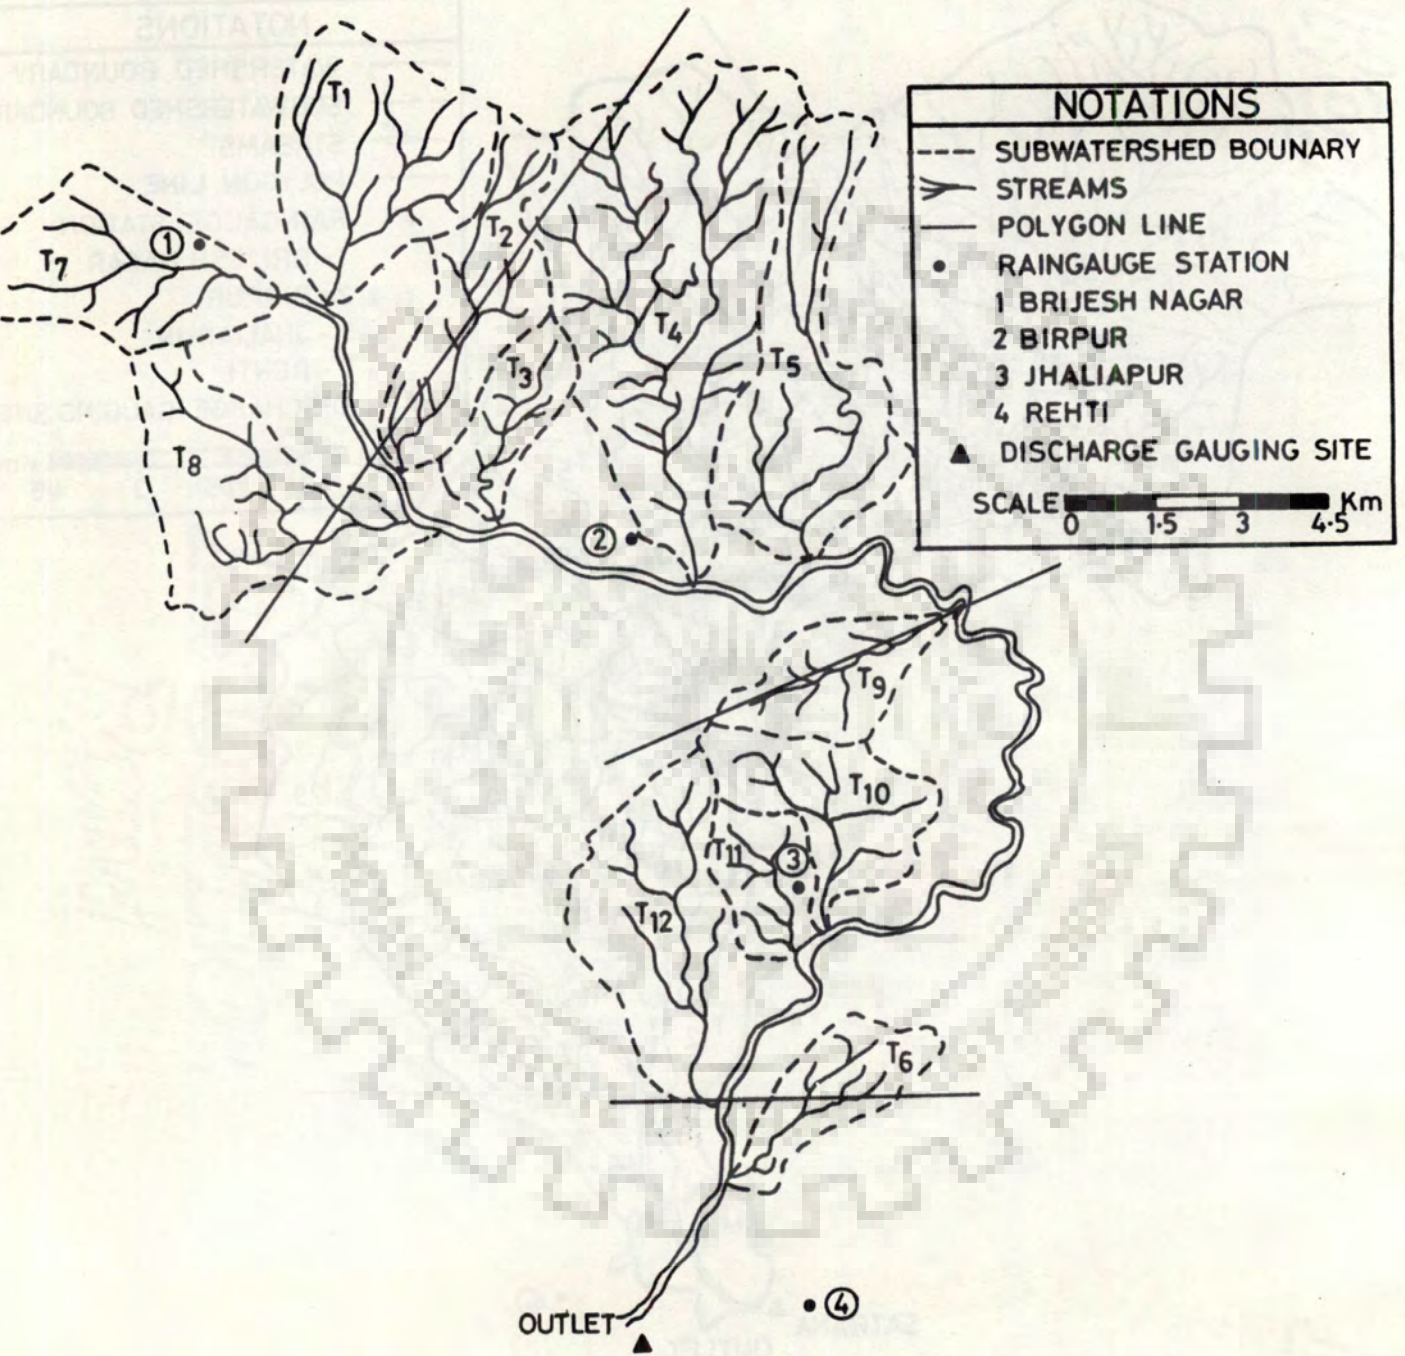 NOTATIONS
SUBWATERSHED BOUNARY
STREAMS
POLYGON LINE
RAINGAUGE STATION
1 BRIJESH NAGAR
2 BIRPUR
3 JHALIAPUR
4 REHTI
DISCHARGE GAUGING SITE
SCALE Km
0 1.5 3 4.5
T1
T2
1
T7
T4
T3
T5
T8
2
T9
T10
T11
3
T12
T6
4
OUTLET